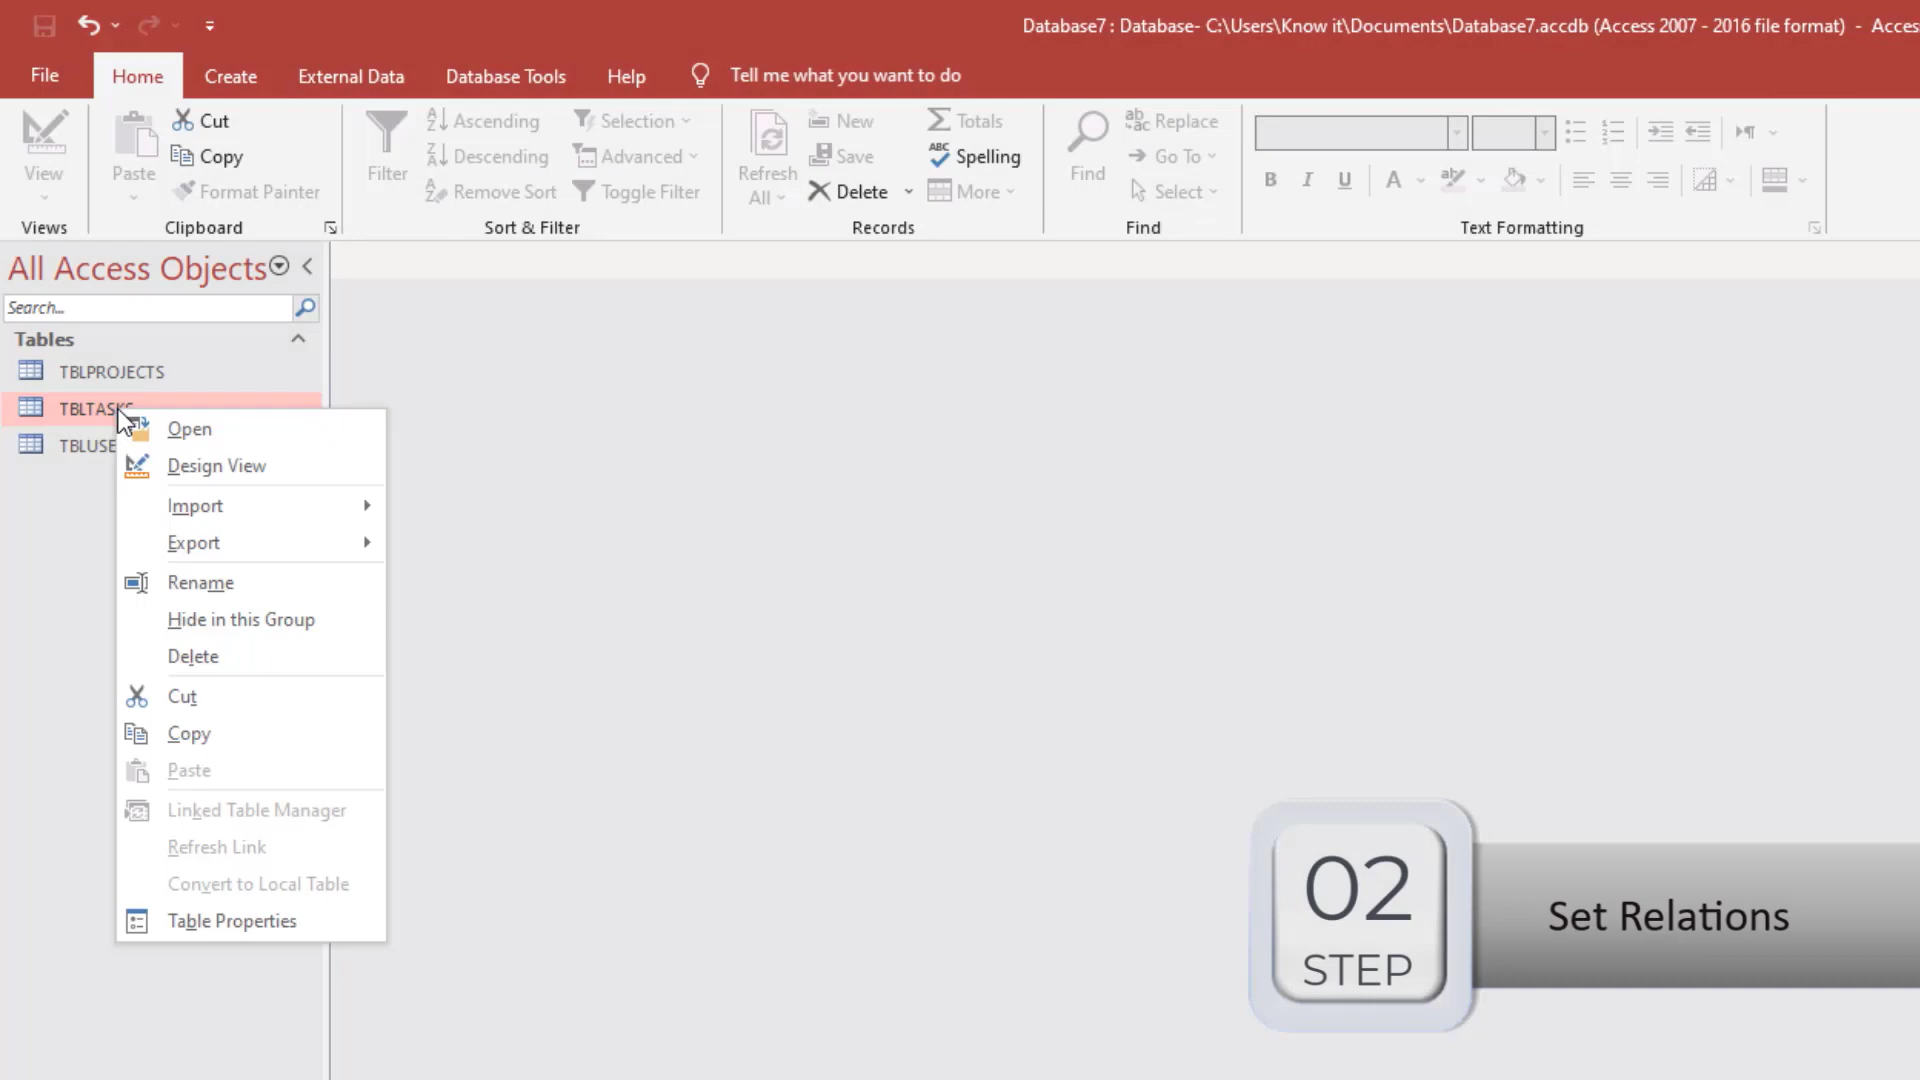 Database7 : Database- C:\Users\Know it\Documents\Database7.accdb (Access 2007 - 2016 file format) - Acces
File Home Create External Data Database Tools Help Tell me what you want to do
View
Views
Paste
Cut
Copy
Format Painter
Clipboard
Filter
Ascending
Descending
Remove Sort
Selection
Advanced
Toggle Filter
Sort & Filter
Refresh
All
New
Save
Delete
Totals
Spelling
More
Records
Find
Replace
Go To
Select
Find
B I U A
Text Formatting
All Access Objects
Search...
Tables
TBLPROJECTS
TBLTASKS
TBLUSE
Open
Design View
Import
Export
Rename
Hide in this Group
Delete
Cut
Copy
Paste
Linked Table Manager
Refresh Link
Convert to Local Table
Table Properties
02
STEP
Set Relations